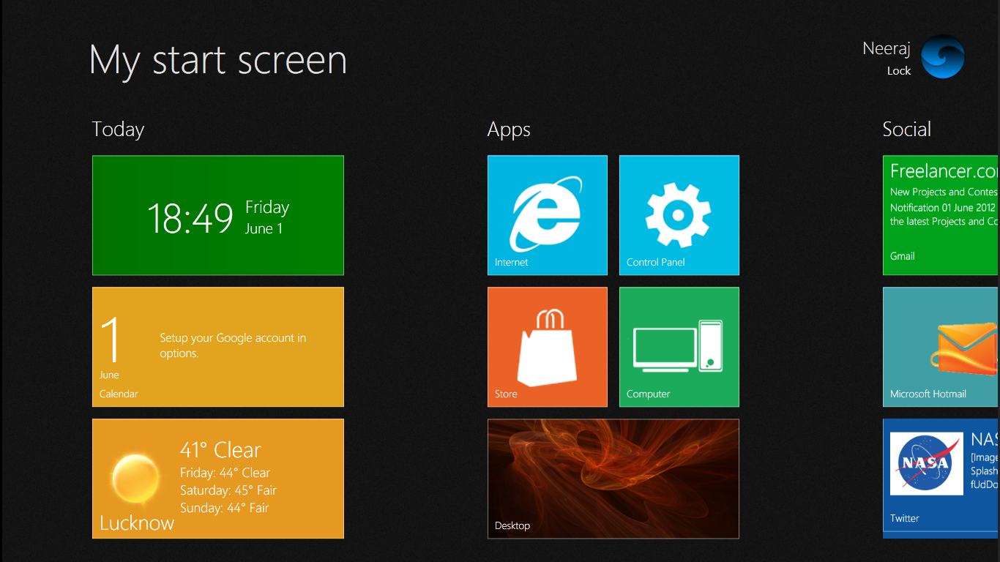 My start screen
Neeraj
Lock
Today
18:49
Friday
June 1
1
Setup your Google account in
options.
June
Calendar
41° Clear
Friday: 44° Clear
Saturday: 45° Fair
Sunday: 44° Fair
Lucknow
Apps
Internet
Control Panel
Store
Computer
Desktop
Social
Freelancer.co
New Projects and Contes
Notification 01 June 2012
the latest Projects and Co
Gmail
Microsoft Hotmail
NASA
NAS
[Image
Splash
fUdDo
Twitter